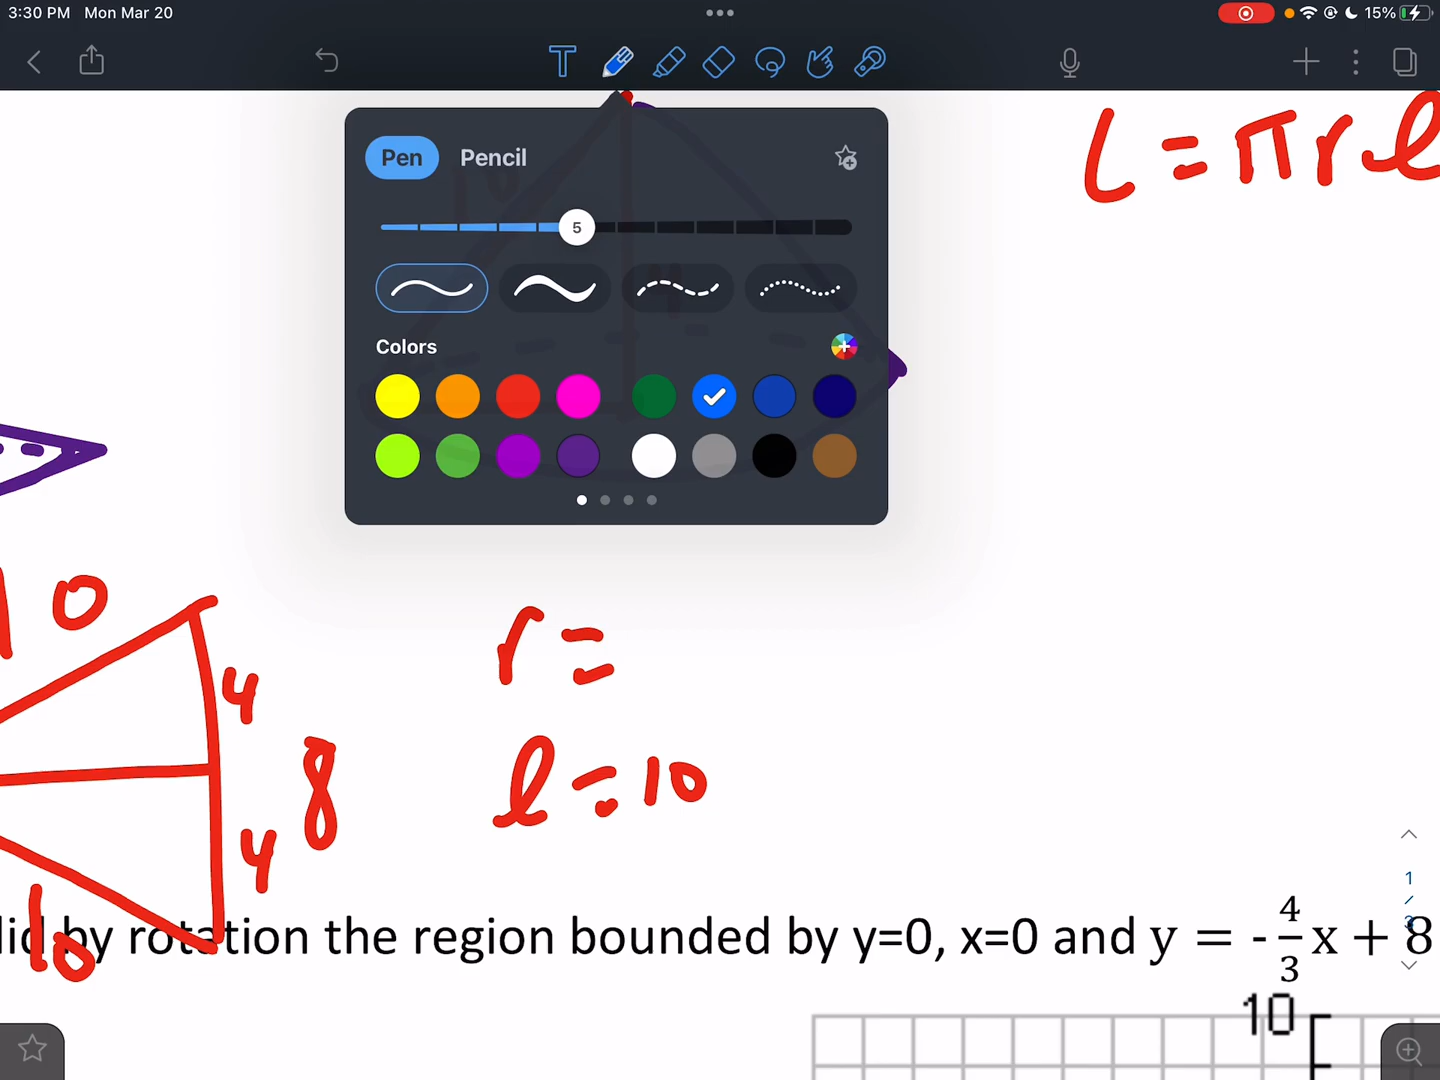 3:30 PM Mon Mar 20
15%
T
L = πrl
Pen Pencil
5
Colors
10
r =
4
8
l = 10
4
10
1
lid by rotation the region bounded by y=0, x=0 and y = -4/3x + 8
10